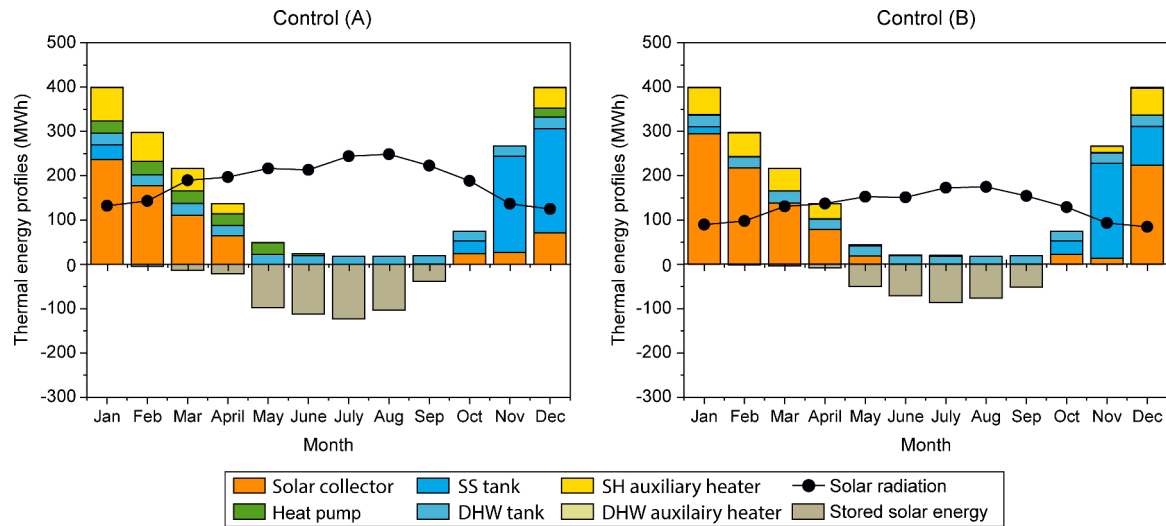 Control (A)
Thermal energy profiles (MWh)
500
400
300
200
100
0
-100
-200
-300
Jan Feb Mar April May June July Aug Sep Oct Nov Dec
Month
Control (B)
Thermal energy profiles (MWh)
500
400
300
200
100
0
-100
-200
-300
Jan Feb Mar April May June July Aug Sep Oct Nov Dec
Month
Solar collector SS tank SH auxiliary heater Solar radiation
Heat pump DHW tank DHW auxilairy heater Stored solar energy